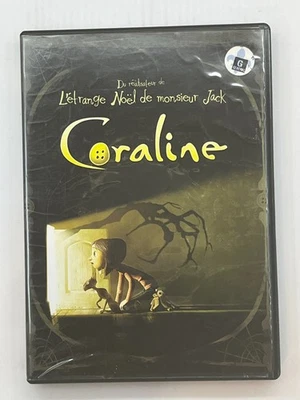 Du réalisateur de
L'étrange Noël de monsieur Jack
Coraline
G